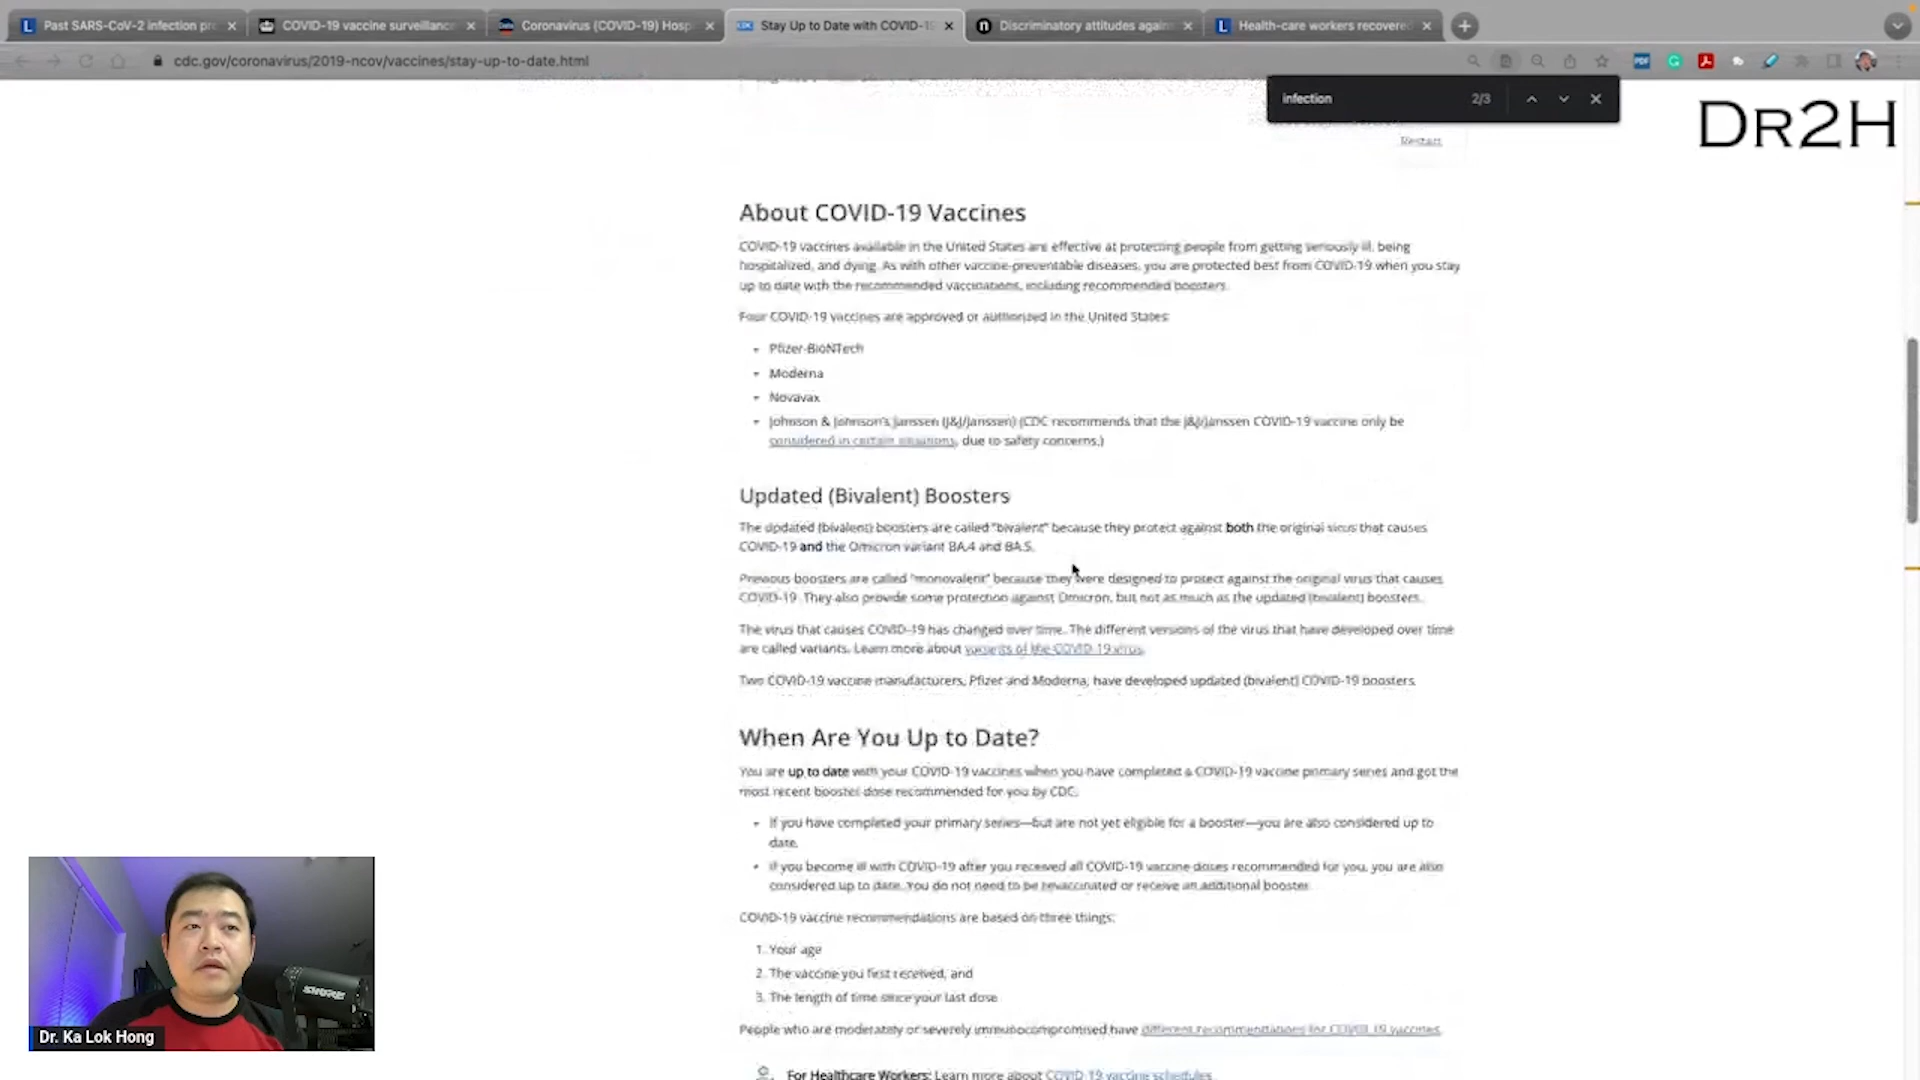 Past SARS-CoV-2 infection pro
COVID-19 vaccine surveillance
Coronavirus (COVID-19) Hosp
Stay Up to Date with COVID-19
Discriminatory attitudes again
Health-care workers recovered
cdc.gov/coronavirus/2019-ncov/vaccines/stay-up-to-date.html
infection 2/3
DR2H
Restart
About COVID-19 Vaccines
COVID-19 vaccines available in the United States are effective at protecting people from getting seriously ill, being
hospitalized, and dying. As with other vaccine-preventable diseases, you are protected best from COVID-19 when you stay
up to date with the recommended vaccinations, including recommended boosters.
Four COVID-19 vaccines are approved or authorized in the United States:
Pfizer-BioNTech
Moderna
Novavax
Johnson & Johnson's Janssen (J&J/Janssen) (CDC recommends that the J&J/Janssen COVID-19 vaccine only be
considered in certain situations, due to safety concerns.)
Updated (Bivalent) Boosters
The updated (bivalent) boosters are called "bivalent" because they protect against both the original virus that causes
COVID-19 and the Omicron variant BA.4 and BA.5.
Previous boosters are called "monovalent" because they were designed to protect against the original virus that causes
COVID-19. They also provide some protection against Omicron, but not as much as the updated (bivalent) boosters.
The virus that causes COVID-19 has changed over time. The different versions of the virus that have developed over time
are called variants. Learn more about variants of the COVID-19 virus.
Two COVID-19 vaccine manufacturers, Pfizer and Moderna, have developed updated (bivalent) COVID-19 boosters.
When Are You Up to Date?
You are up to date with your COVID-19 vaccines when you have completed a COVID-19 vaccine primary series and got the
most recent booster dose recommended for you by CDC.
If you have completed your primary series—but are not yet eligible for a booster—you are also considered up to
date.
If you become ill with COVID-19 after you received all COVID-19 vaccine doses recommended for you, you are also
considered up to date. You do not need to be revaccinated or receive an additional booster.
COVID-19 vaccine recommendations are based on three things:
1. Your age
2. The vaccine you first received, and
3. The length of time since your last dose
People who are moderately or severely immunocompromised have different recommendations for COVID-19 vaccines.
For Healthcare Workers: Learn more about COVID-19 vaccine schedules
SHURE
Dr. Ka Lok Hong